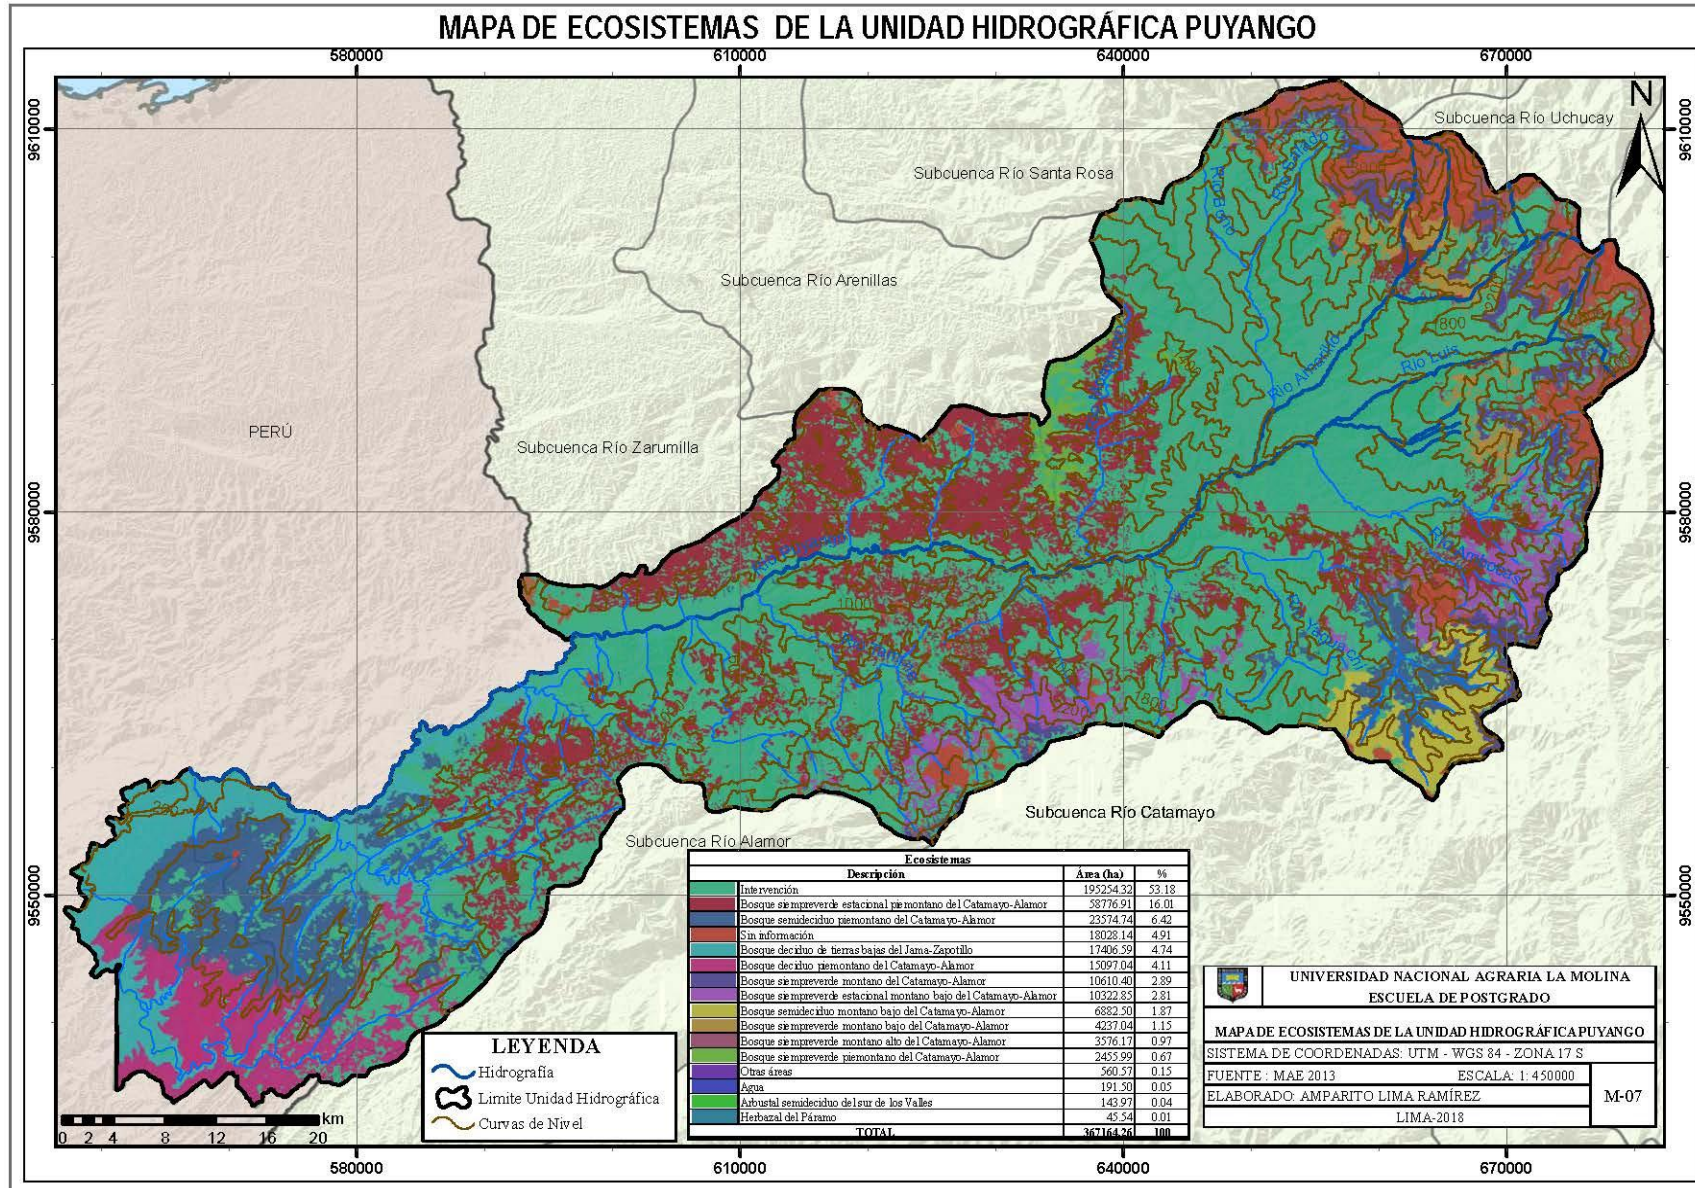 MAPA DE ECOSISTEMAS DE LA UNIDAD HIDROGRÁFICA PUYANGO
580000 610000 640000 670000
9610000 9610000
N
Subcuenca Río Uchucay
Subcuenca Río Santa Rosa
Subcuenca Río Arenillas
800
Río Amarillo
Río Luis
PERÚ
Subcuenca Río Zarumilla
9580000 9580000
1000
Subcuenca Río Catamayo
Subcuenca Río Alamor
9550000 9550000
Ecosistemas
Descripción Área (ha) %
Intervención 195254.32 53.18
Bosque siempreverde estacional piemontano del Catamayo-Alamor 58776.91 16.01
Bosque semideciduo piemontano del Catamayo-Alamor 23574.74 6.42
Sin información 18028.14 4.91
Bosque deciduo de tierras bajas del Jama-Zapotillo 17406.59 4.74
Bosque deciduo piemontano del Catamayo-Alamor 15097.04 4.11
Bosque siempreverde montano del Catamayo-Alamor 10610.40 2.89
Bosque siempreverde estacional montano bajo del Catamayo-Alamor 10322.85 2.81
Bosque semideciduo montano bajo del Catamayo-Alamor 6882.50 1.87
Bosque siempreverde montano bajo del Catamayo-Alamor 4237.04 1.15
Bosque siempreverde montano alto del Catamayo-Alamor 3576.17 0.97
Bosque siempreverde piemontano del Catamayo-Alamor 2455.99 0.67
Otras áreas 560.57 0.15
Agua 191.50 0.05
Arbustal semideciduo del sur de los Valles 143.97 0.04
Herbazal del Páramo 45.54 0.01
TOTAL 367164.26 100
LEYENDA
Hidrografía
Limite Unidad Hidrográfica
Curvas de Nivel
km
0 2 4 8 12 16 20
UNIVERSIDAD NACIONAL AGRARIA LA MOLINA
ESCUELA DE POSTGRADO
MAPA DE ECOSISTEMAS DE LA UNIDAD HIDROGRÁFICA PUYANGO
SISTEMA DE COORDENADAS: UTM - WGS 84 - ZONA 17 S
FUENTE : MAE 2013 ESCALA: 1: 450000
ELABORADO: AMPARITO LIMA RAMÍREZ
M-07
LIMA-2018
580000 610000 640000 670000